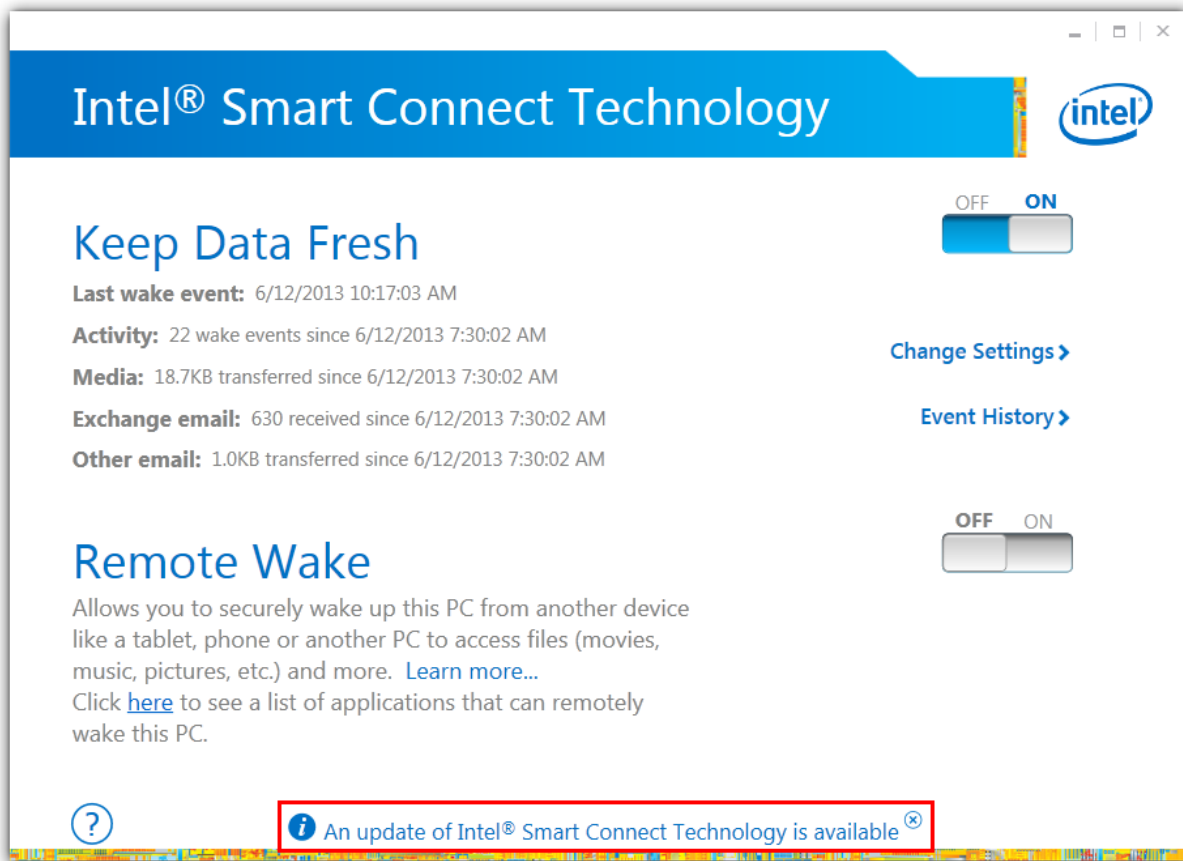 Intel® Smart Connect Technology
intel
OFF ON
Keep Data Fresh
Last wake event: 6/12/2013 10:17:03 AM
Activity: 22 wake events since 6/12/2013 7:30:02 AM
Change Settings
Media: 18.7KB transferred since 6/12/2013 7:30:02 AM
Exchange email: 630 received since 6/12/2013 7:30:02 AM
Event History
Other email: 1.0KB transferred since 6/12/2013 7:30:02 AM
OFF ON
Remote Wake
Allows you to securely wake up this PC from another device
like a tablet, phone or another PC to access files (movies,
music, pictures, etc.) and more. Learn more...
Click here to see a list of applications that can remotely
wake this PC.
?
i An update of Intel® Smart Connect Technology is available